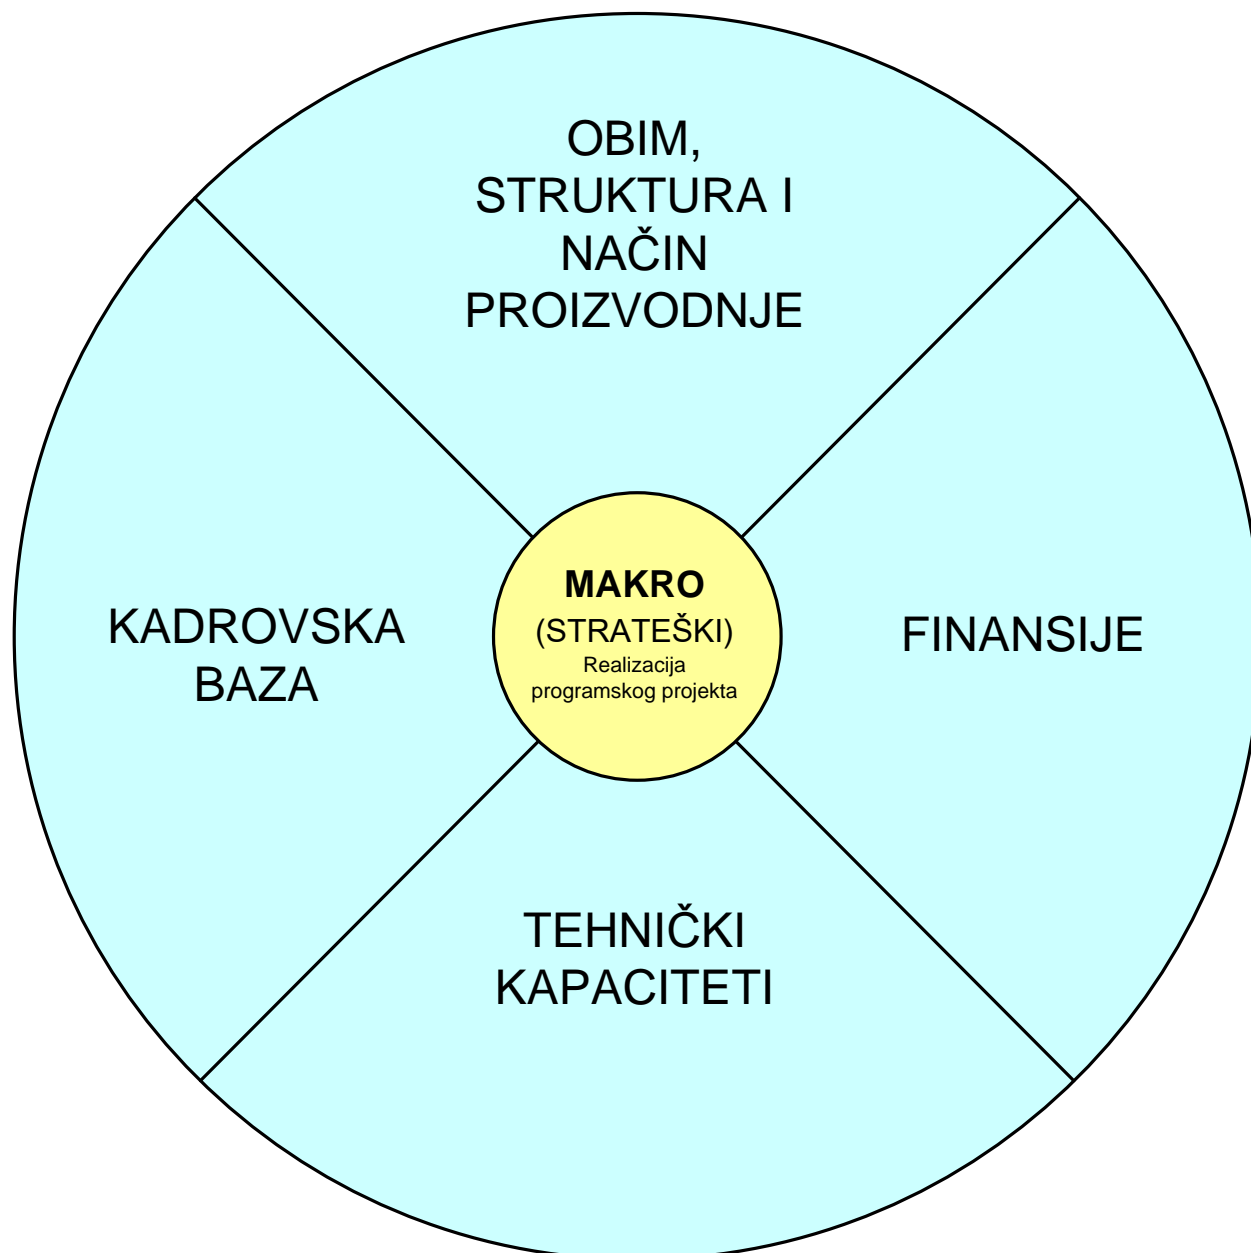 OBIM,
STRUKTURA I
NAČIN
PROIZVODNJE
KADROVSKA
BAZA
MAKRO
(STRATEŠKI)
Realizacija
programskog projekta
FINANSIJE
TEHNIČKI
KAPACITETI